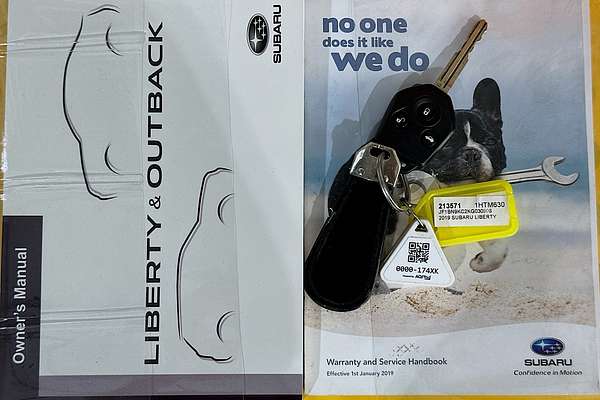 SUBARU
LIBERTY & OUTBACK
Owner's Manual
no one
does it like
we do
213571 1HTM630
2019 SUBARU LIBERTY
0000-174XK
Warranty and Service Handbook
Effective 1st January 2019
SUBARU
Confidence in Motion